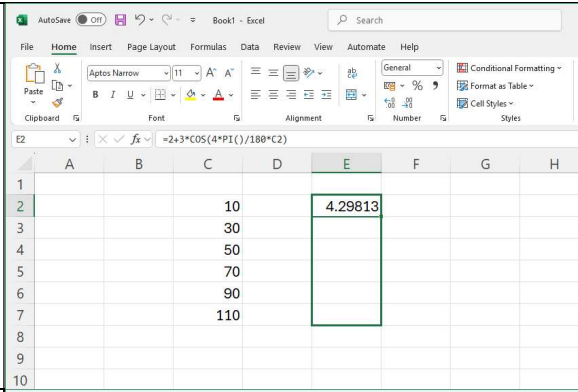 AutoSave Off Book1 - Excel Search
File Home Insert Page Layout Formulas Data Review View Automate Help
Paste Aptos Narrow 11 A^ A˅ ab General Conditional Formatting
B I U A % 9 Format as Table
Cell Styles
Clipboard Font Alignment Number Styles
E2 fx =2+3*COS(4*PI()/180*C2)
A B C D E F G H
1
2 10 4.29813
3 30
4 50
5 70
6 90
7 110
8
9
10